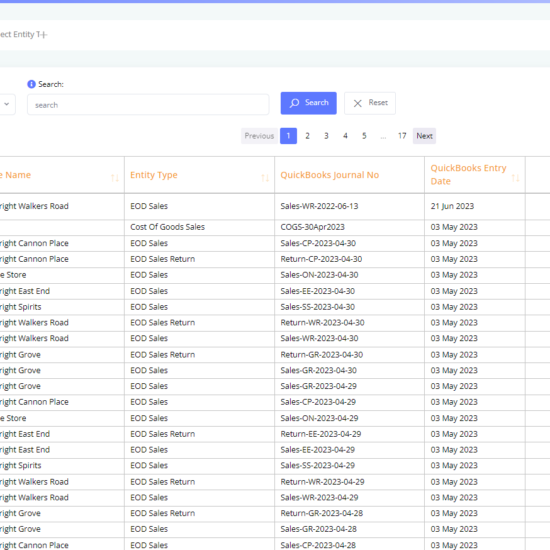 ect Entity T
Search:
search
Search
Reset
Previous 1 2 3 4 5 ... 17 Next
e Name Entity Type QuickBooks Journal No QuickBooks Entry Date
right Walkers Road EOD Sales Sales-WR-2022-06-13 21 Jun 2023
Cost Of Goods Sales COGS-30Apr2023 03 May 2023
right Cannon Place EOD Sales Sales-CP-2023-04-30 03 May 2023
right Cannon Place EOD Sales Return Return-CP-2023-04-30 03 May 2023
e Store EOD Sales Sales-ON-2023-04-30 03 May 2023
right East End EOD Sales Sales-EE-2023-04-30 03 May 2023
right Spirits EOD Sales Sales-SS-2023-04-30 03 May 2023
right Walkers Road EOD Sales Return Return-WR-2023-04-30 03 May 2023
right Walkers Road EOD Sales Sales-WR-2023-04-30 03 May 2023
right Grove EOD Sales Return Return-GR-2023-04-30 03 May 2023
right Grove EOD Sales Sales-GR-2023-04-30 03 May 2023
right Grove EOD Sales Sales-GR-2023-04-29 03 May 2023
right Cannon Place EOD Sales Sales-CP-2023-04-29 03 May 2023
e Store EOD Sales Sales-ON-2023-04-29 03 May 2023
right East End EOD Sales Return Return-EE-2023-04-29 03 May 2023
right East End EOD Sales Sales-EE-2023-04-29 03 May 2023
right Spirits EOD Sales Sales-SS-2023-04-29 03 May 2023
right Walkers Road EOD Sales Return Return-WR-2023-04-29 03 May 2023
right Walkers Road EOD Sales Sales-WR-2023-04-29 03 May 2023
right Grove EOD Sales Return Return-GR-2023-04-28 03 May 2023
right Grove EOD Sales Sales-GR-2023-04-28 03 May 2023
right Cannon Place EOD Sales Sales-CP-2023-04-28 03 May 2023